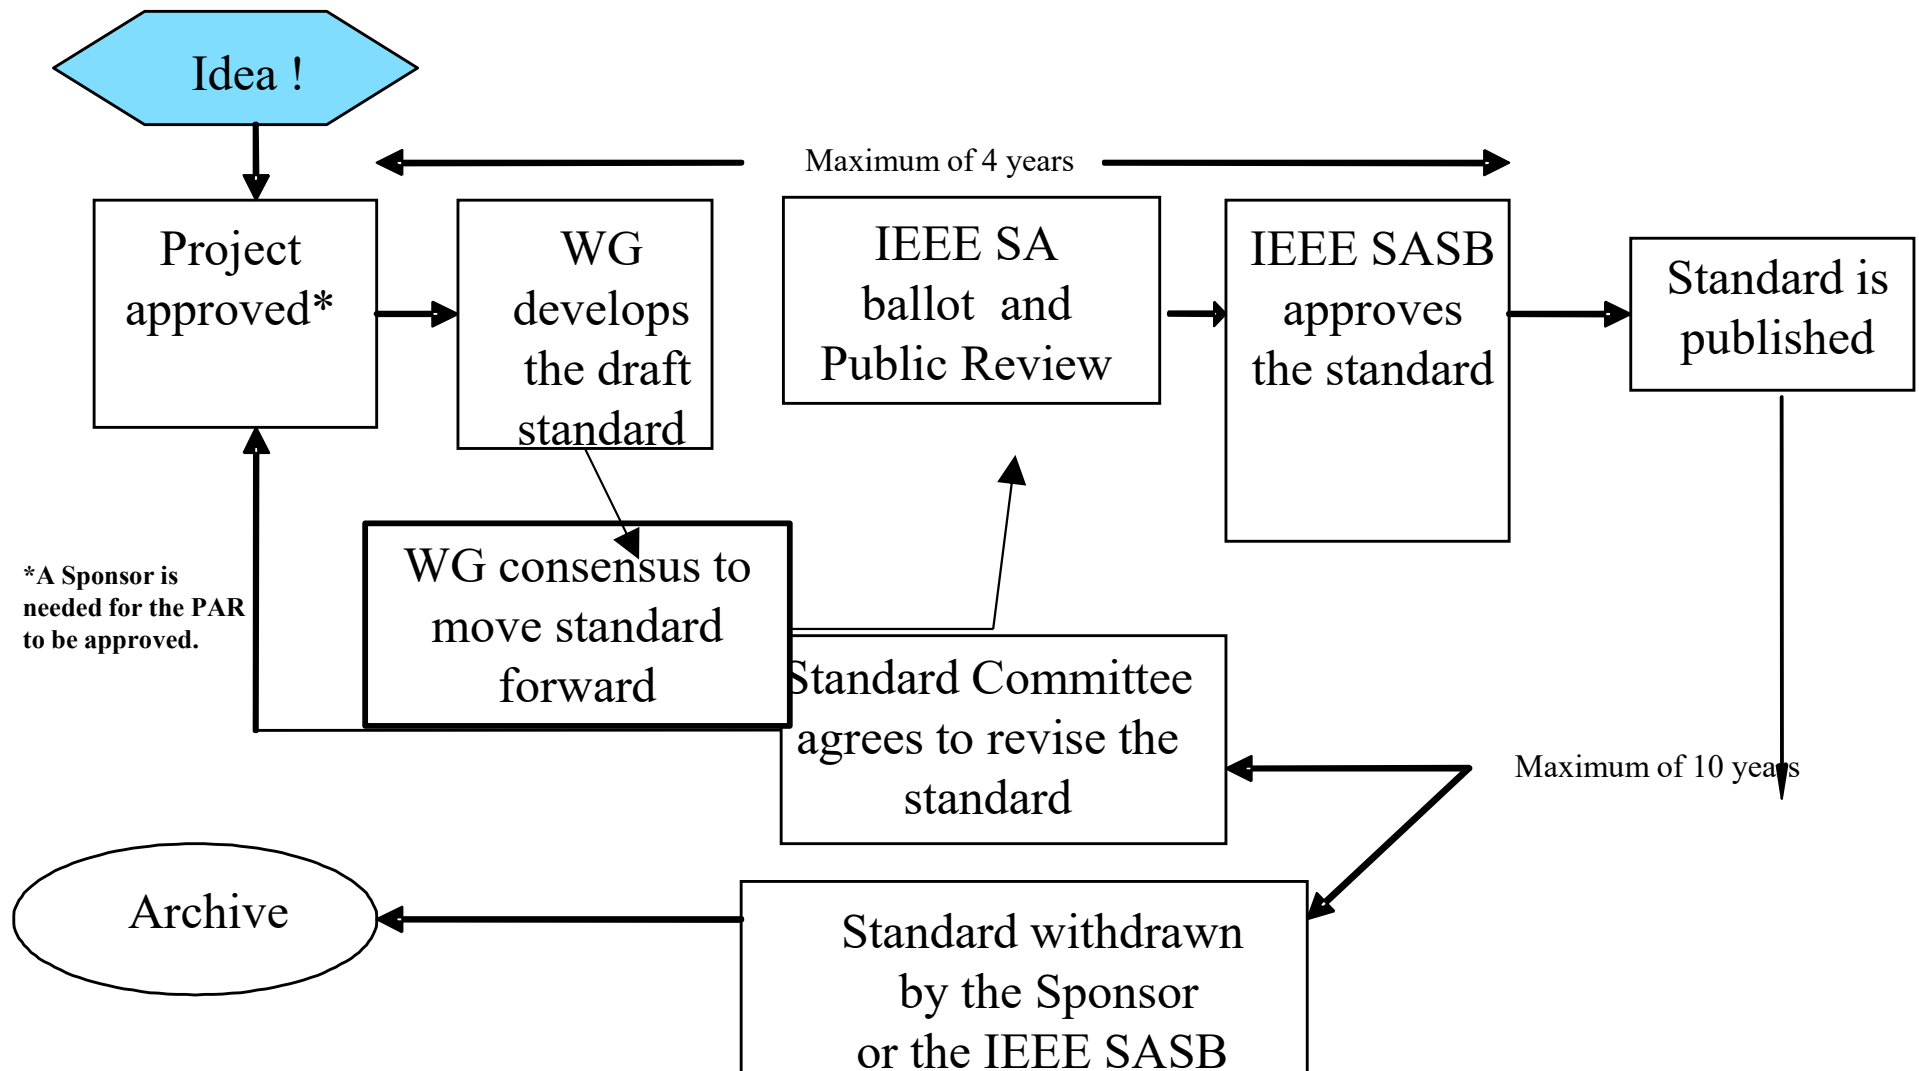 Idea !
Maximum of 4 years
Project
approved*
WG
develops
the draft
standard
IEEE SA
ballot and
Public Review
IEEE SASB
approves
the standard
Standard is
published
*A Sponsor is
needed for the PAR
to be approved.
WG consensus to
move standard
forward
Standard Committee
agrees to revise the
standard
Maximum of 10 years
Archive
Standard withdrawn
by the Sponsor
or the IEEE SASB